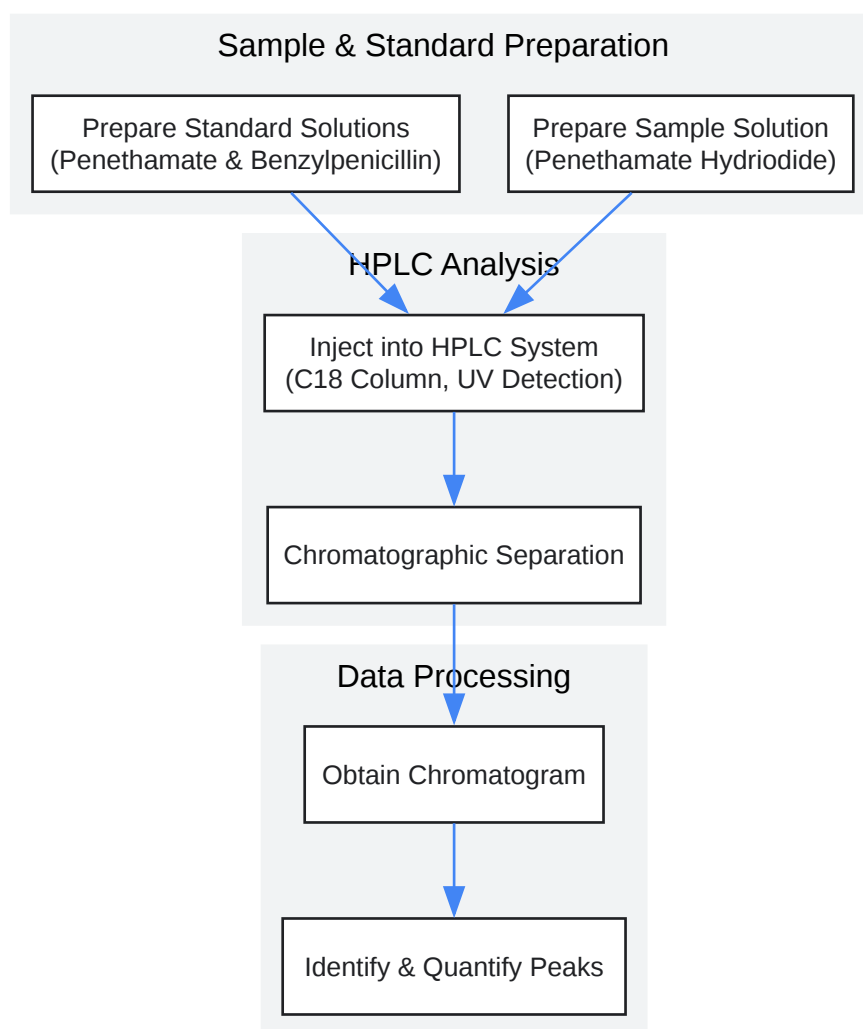 Sample & Standard Preparation
Prepare Standard Solutions
(Penethamate & Benzylpenicillin)
Prepare Sample Solution
(Penethamate Hydriodide)
HPLC Analysis
Inject into HPLC System
(C18 Column, UV Detection)
Chromatographic Separation
Data Processing
Obtain Chromatogram
Identify & Quantify Peaks